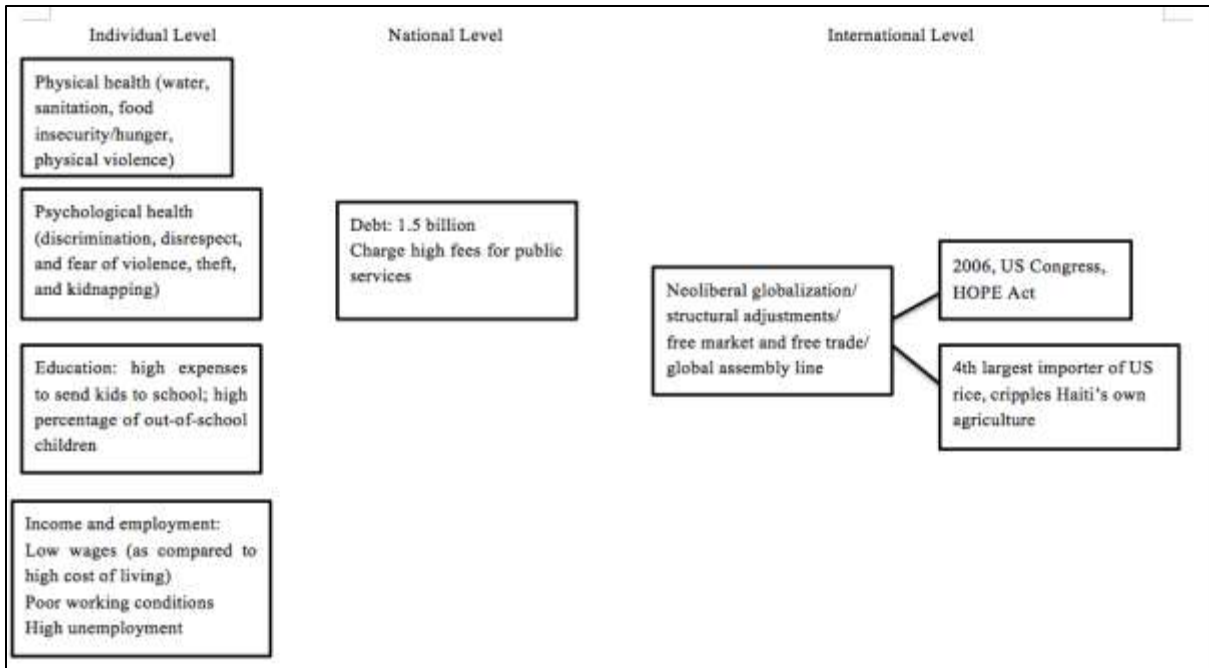 Individual Level
National Level
International Level
Physical health (water,
sanitation, food
insecurity/hunger,
physical violence)
Psychological health
(discrimination, disrespect,
and fear of violence, theft,
and kidnapping)
Education: high expenses
to send kids to school; high
percentage of out-of-school
children
Income and employment:
Low wages (as compared to
high cost of living)
Poor working conditions
High unemployment
Debt: 1.5 billion
Charge high fees for public
services
Neoliberal globalization/
structural adjustments/
free market and free trade/
global assembly line
2006, US Congress,
HOPE Act
4th largest importer of US
rice, cripples Haiti's own
agriculture